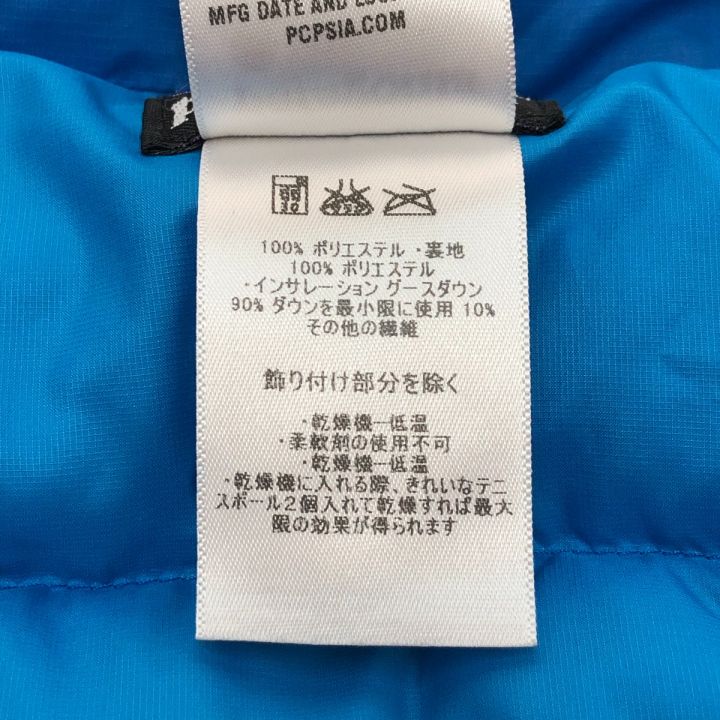 MFG DATE AND
PCPSIA.COM
100% ポリエステル ・裏地
100% ポリエステル
・インサレーション グースダウン
90% ダウンを最小限に使用 10%
その他の繊維
飾り付け部分を除く
・乾燥機ー低温
・柔軟剤の使用不可
・乾燥機ー低温
・乾燥機に入れる際、きれいなテニ
スボール2個入れて乾燥すれば最大
限の効果が得られます